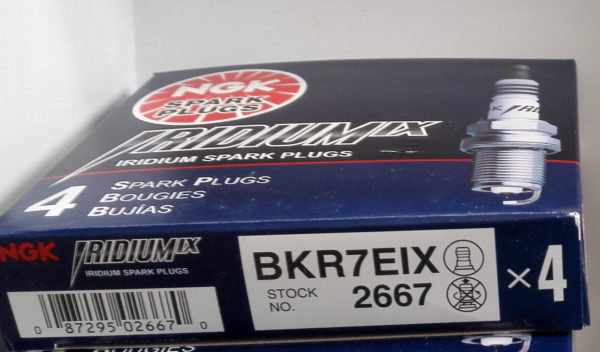 NGK
SPARK
PLUGS
IRIDIUM IX
IRIDIUM SPARK PLUGS
4 SPARK PLUGS
BOUGIES
BUJÍAS
NGK IRIDIUM IX
IRIDIUM SPARK PLUGS
BKR7EIX
STOCK NO. 2667
×4
0 87295 02667 0